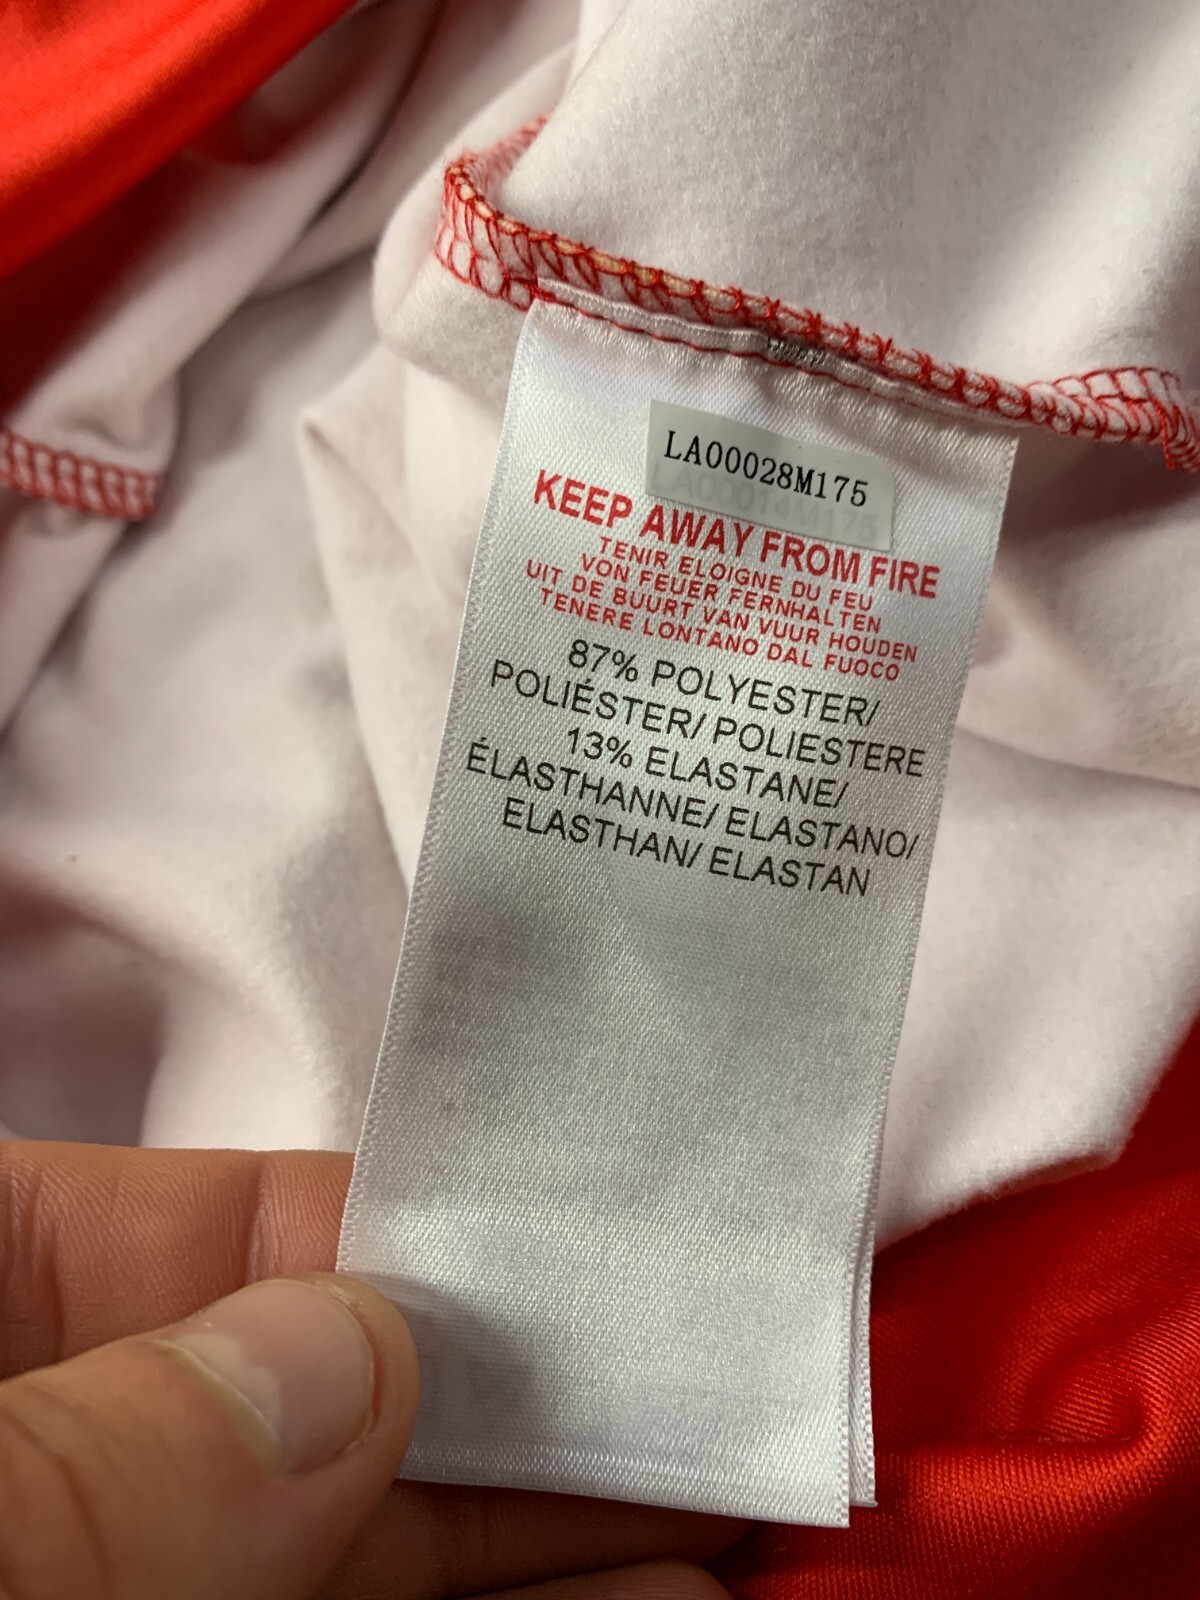 LA00028M175
LA00014M175
KEEP AWAY FROM FIRE
TENIR ELOIGNE DU FEU
VON FEUER FERNHALTEN
UIT DE BUURT VAN VUUR HOUDEN
TENERE LONTANO DAL FUOCO
87% POLYESTER/
POLIÉSTER/ POLIESTERE
13% ELASTANE/
ÉLASTHANNE/ ELASTANO/
ELASTHAN/ ELASTAN